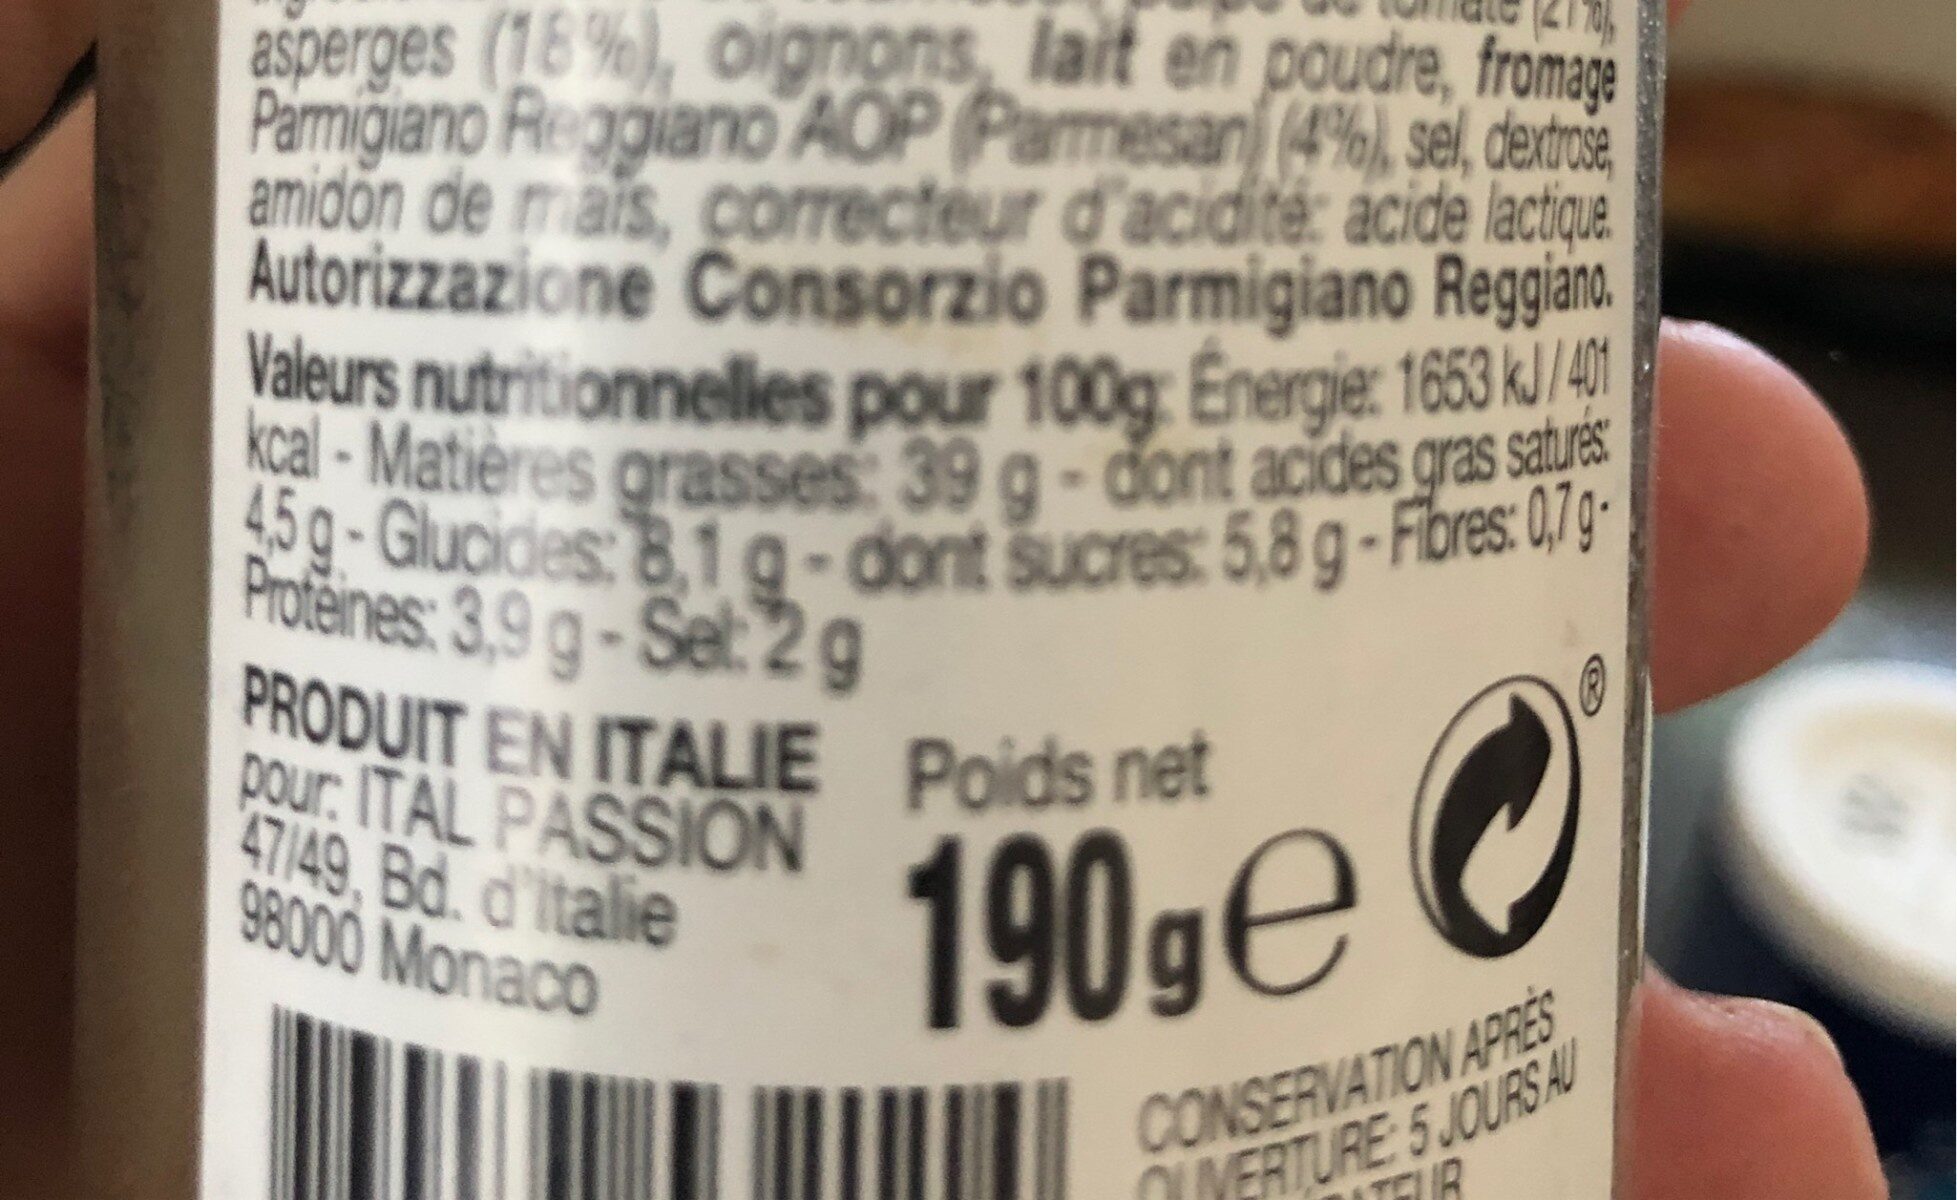 de tomate (21%),
asperges (16%), oignons, lait en poudre, fromage
Parmigiano Reggiano AOP (Parmesan) (4%), sel, dextrose,
amidon de maïs, correcteur d'acidité: acide lactique.
Autorizzazione Consorzio Parmigiano Reggiano.
Valeurs nutritionnelles pour 100g: Énergie: 1653 kJ / 401
kcal - Matières grasses: 39 g - dont acides gras saturés:
4,5 g - Glucides: 8,1 g - dont sucres: 5,8 g - Fibres: 0,7 g -
Protéines: 3,9 g - Sel: 2 g
PRODUIT EN ITALIE
pour: ITAL PASSION
47/49, Bd. d'Italie
98000 Monaco
Poids net
190g e
®
CONSERVATION APRÈS
OUVERTURE: 5 JOURS AU